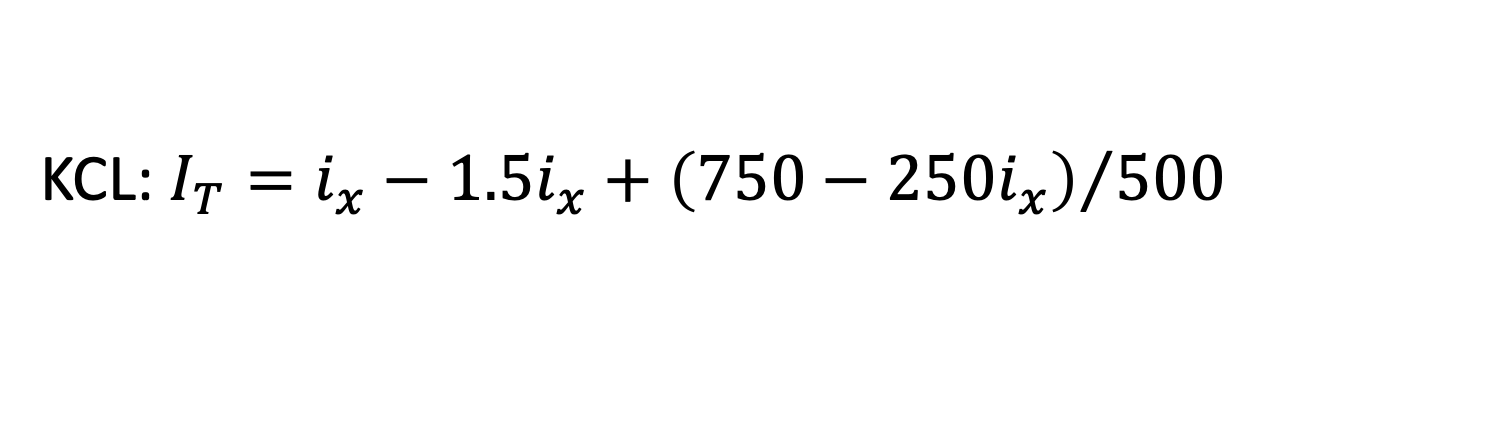 KCL: I_T = i_x − 1.5i_x + (750 − 250i_x)/500